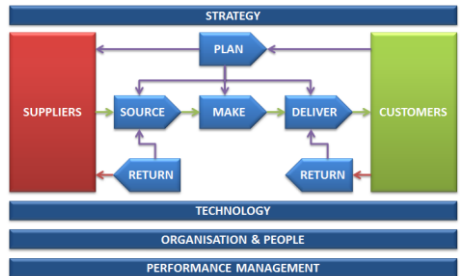 STRATEGY
PLAN
SUPPLIERS
SOURCE
MAKE
DELIVER
CUSTOMERS
RETURN
RETURN
TECHNOLOGY
ORGANISATION & PEOPLE
PERFORMANCE MANAGEMENT